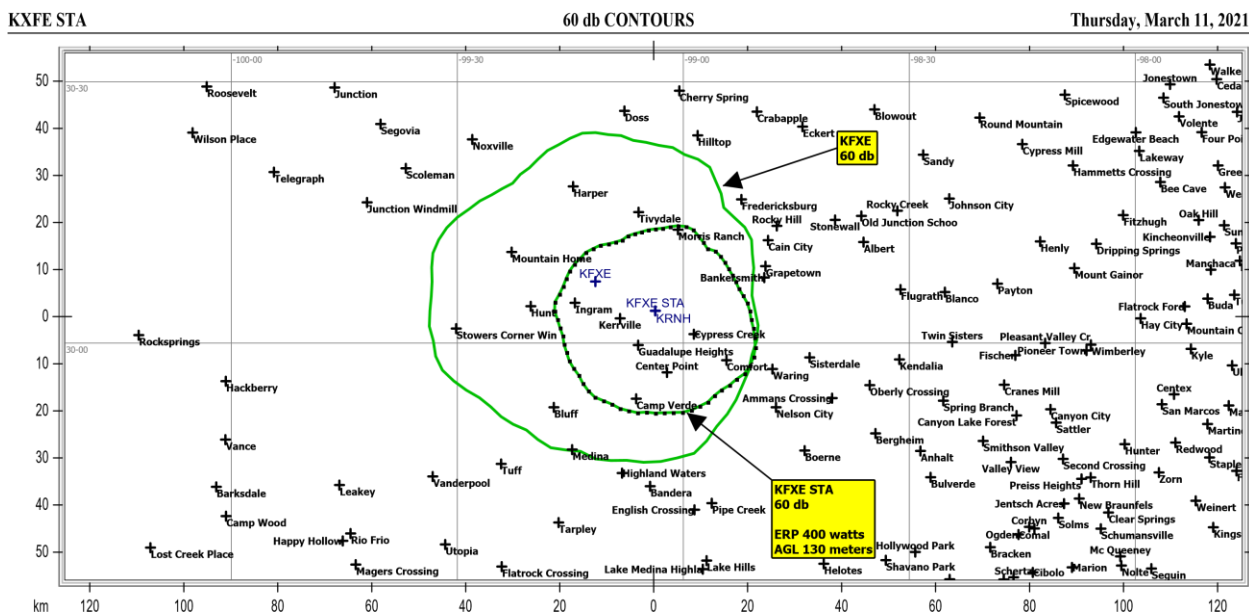 KXFE STA
60 db CONTOURS
Thursday, March 11, 2021
-100-00
-99-30
-99-00
-98-30
-98-00
30-30
30-00
50
40
30
20
10
0
10
20
30
40
50
Roosevelt
Junction
Cherry Spring
Jonestown
Walke
Ceda
Wilson Place
Segovia
Doss
Crabapple
Eckert
Blowout
Spicewood
South Jonestow
Volente
Round Mountain
Edgewater Beach
Four Poi
Noxville
Hilltop
KFXE
60 db
Sandy
Cypress Mill
Lakeway
Telegraph
Scoleman
Hammetts Crossing
Gree
Bee Cave
We
Harper
Junction Windmill
Fredericksburg
Rocky Creek
Johnson City
Tivydale
Rocky Hill
Stonewall
Old Junction Schoo
Fitzhugh
Oak Hill
Morris Ranch
Kincheonville
Sun
Cain City
Albert
Henly
Dripping Springs
Mountain Home
Manchaca
Bankersmith
Grapetown
Mount Gainor
KFXE
Payton
Flugrath
Blanco
Flatrock Ford
Buda
Hunt
Ingram
KFXE STA
KRNH
Kerrville
Hay City
Mountain C
Stowers Corner Win
Cypress Creek
Twin Sisters
Pleasant Valley Cr
Rocksprings
Guadalupe Heights
Fischer
Pioneer Town
Wimberley
Kyle
Center Point
Comfort
Waring
Sisterdale
Kendalia
Uh
Hackberry
Ammans Crossing
Oberly Crossing
Cranes Mill
Centex
Camp Verde
Spring Branch
San Marcos
Ma
Bluff
Nelson City
Canyon Lake Forest
Canyon City
Sattler
Martin
Vance
Bergheim
Smithson Valley
Hunter
Redwood
Medina
Boerne
Anhalt
Valley View
Second Crossing
Staple
Tuff
Highland Waters
Vanderpool
Bulverde
Preiss Heights
Thorn Hill
Zorn
Barksdale
Leakey
Bandera
KFXE STA
60 db
ERP 400 watts
AGL 130 meters
English Crossing
Pipe Creek
Jentsch Acres
New Braunfels
Weinert
Camp Wood
Tarpley
Solms
Clear Springs
Happy Hollow
Rio Frio
Ogden
Comal
Schumansville
Kings
Lost Creek Place
Utopia
Hollywood Park
Bracken
Mc Queeney
Magers Crossing
Flatrock Crossing
Lake Medina Highla
Lake Hills
Helotes
Shavano Park
Schertz
Cibolo
Marion
Nolte
Seguin
km
120
100
80
60
40
20
0
20
40
60
80
100
120